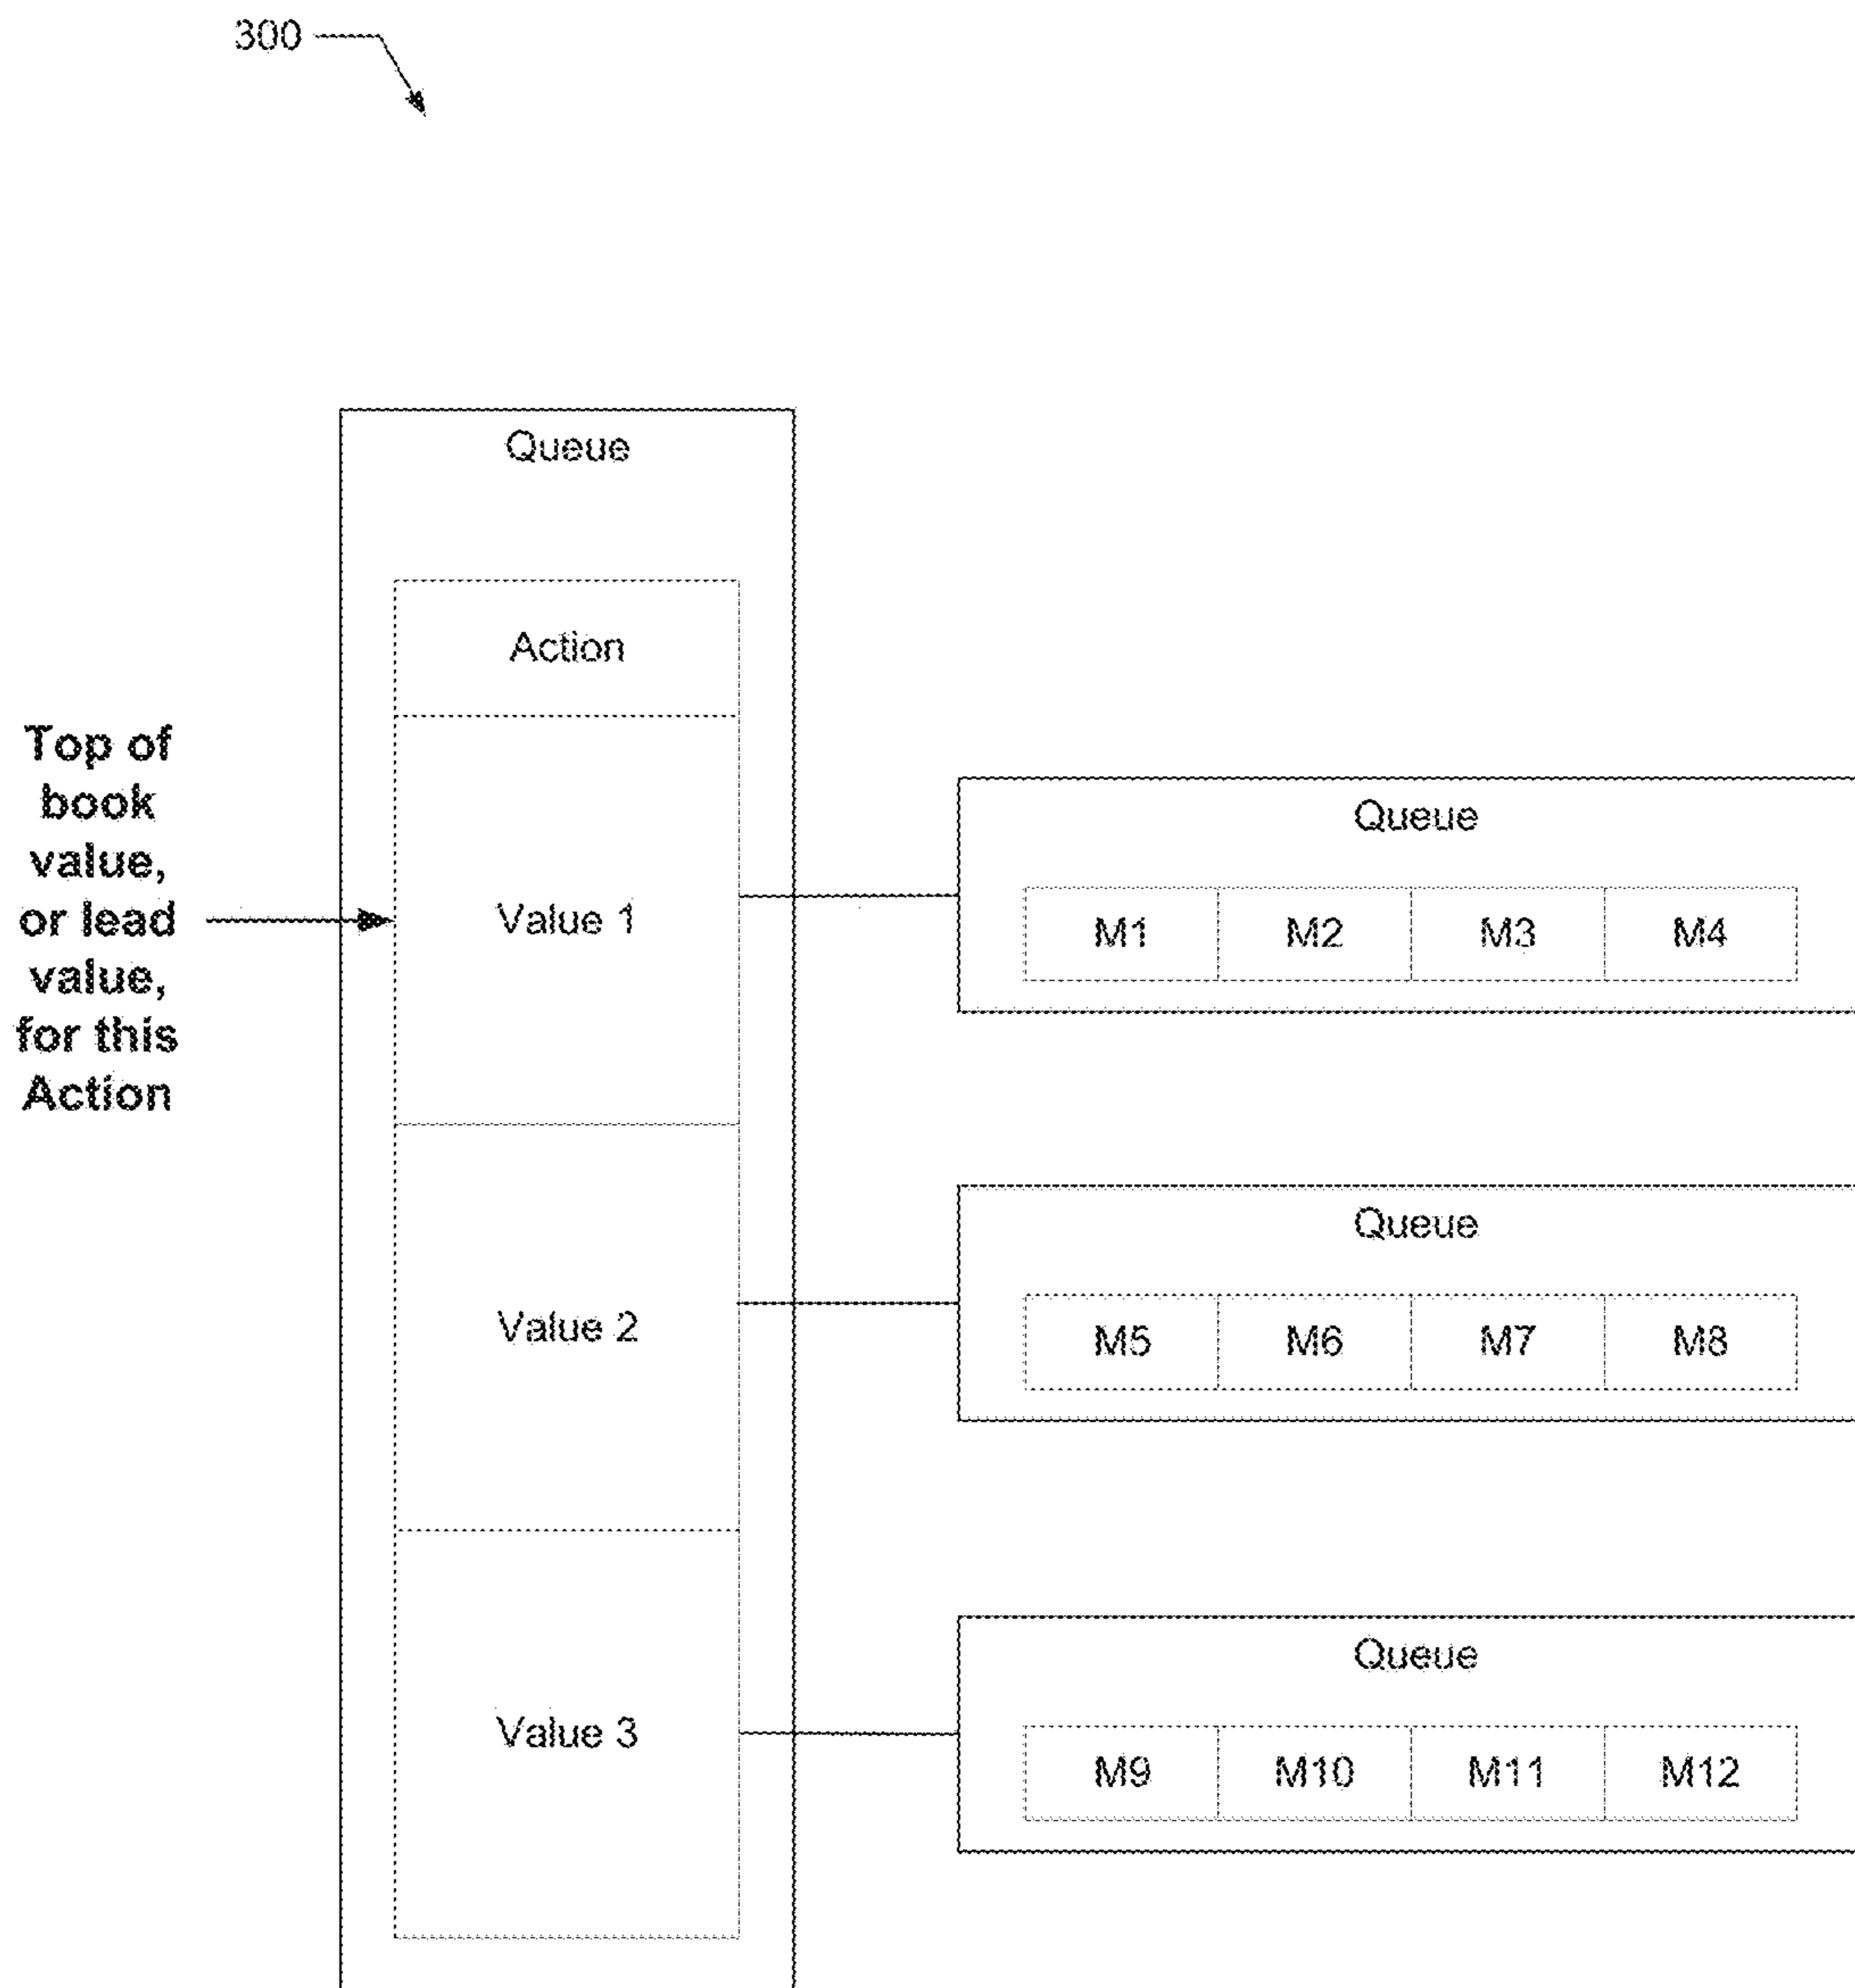 300
Queue
Action
Top of
book
value,
or lead
value,
for this
Action
Value 1
Queue
M1 M2 M3 M4
Value 2
Queue
M5 M6 M7 M8
Value 3
Queue
M9 M10 M11 M12